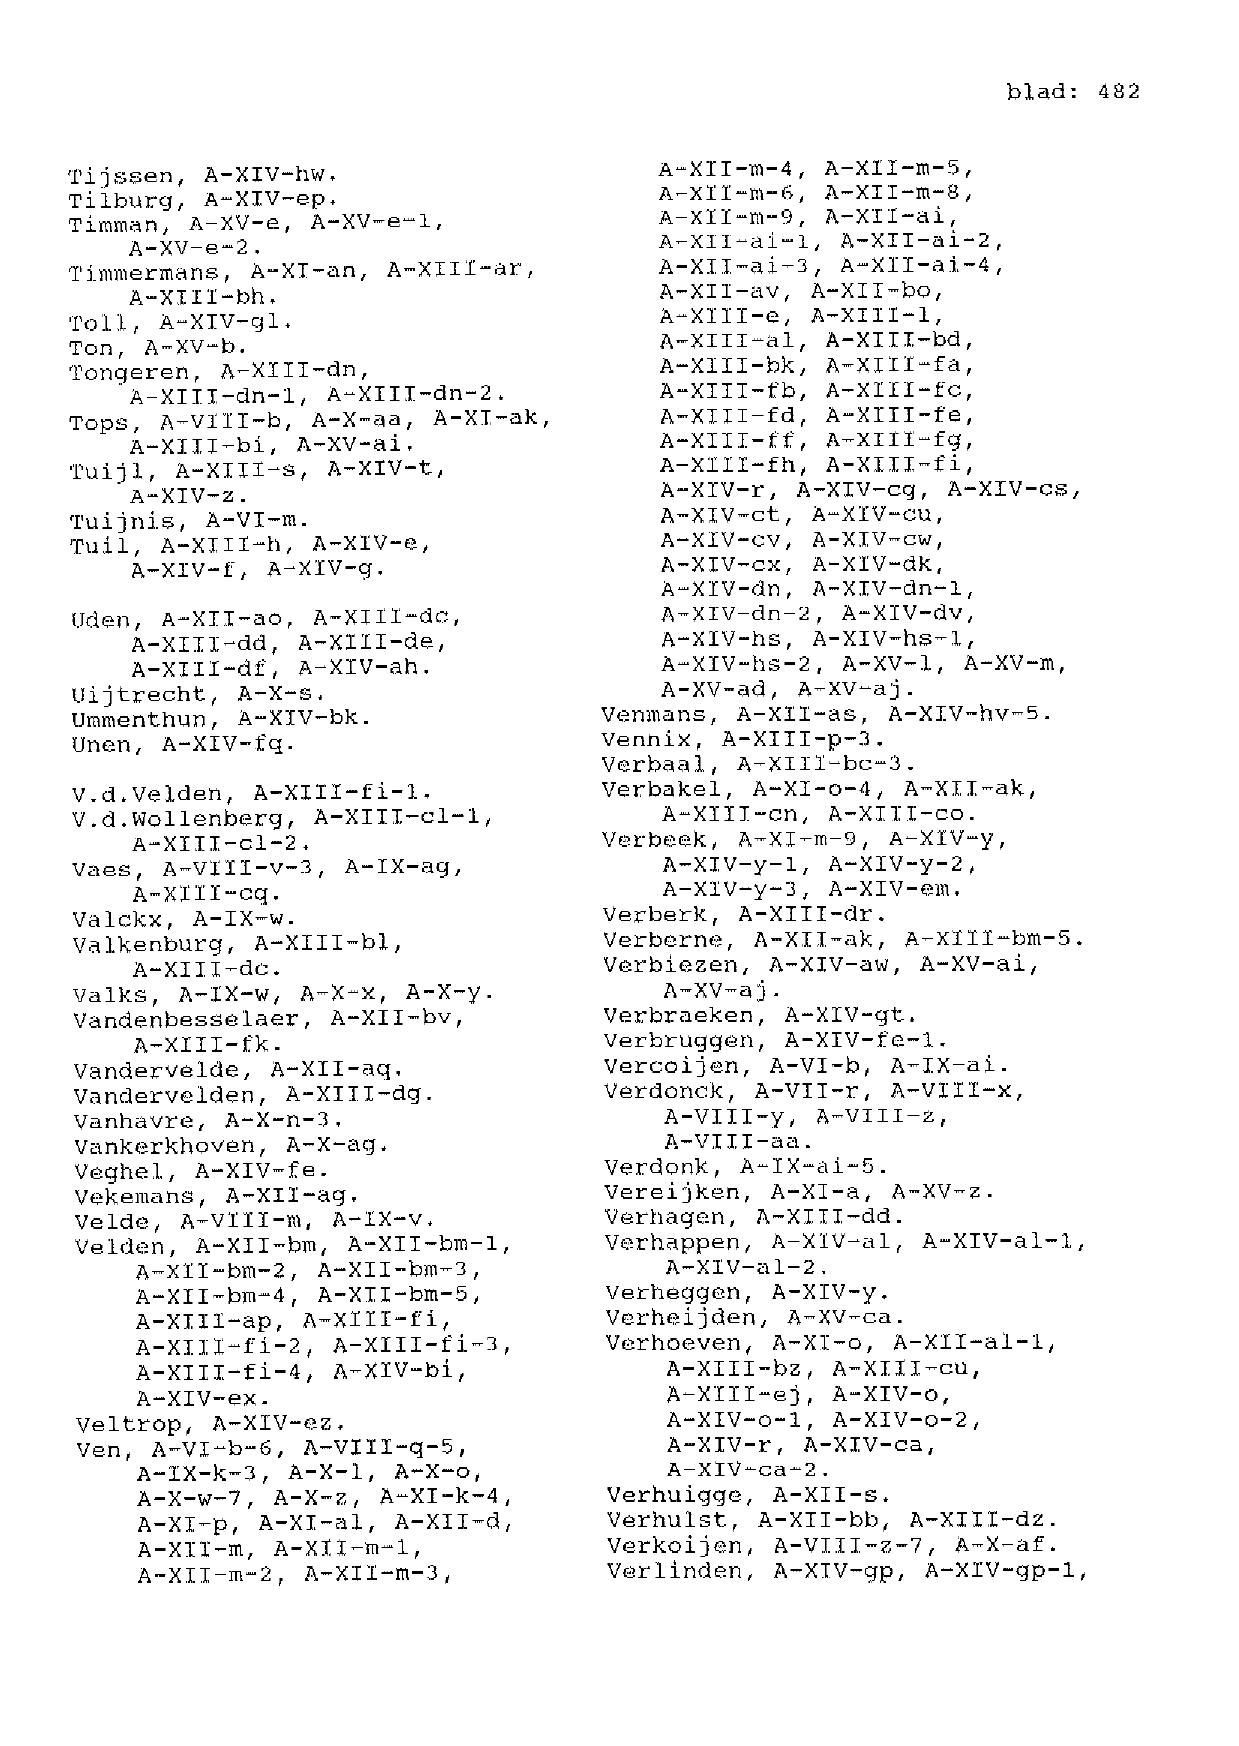 blad: 482
Tijssen, A-XIV-hw.
Tilburg, A-XIV-ep.
Timman, A-XV-e, A-XV-e-1,
A-XV-e-2.
Timmermans, A-XI-an, A-XIII-ar,
A-XIII-bh.
Toll, A-XIV-gl.
Ton, A-XV-b.
Tongeren, A-XIII-dn,
A-XIII-dn-1, A-XIII-dn-2.
Tops, A-VIII-b, A-X-aa, A-XI-ak,
A-XIII-bi, A-XV-ai.
Tuijl, A-XIII-s, A-XIV-t,
A-XIV-z.
Tuijnis, A-VI-m.
Tuil, A-XIII-h, A-XIV-e,
A-XIV-f, A-XIV-g.
Uden, A-XII-ao, A-XIII-dc,
A-XIII-dd, A-XIII-de,
A-XIII-df, A-XIV-ah.
Uijtrecht, A-X-s.
Ummenthun, A-XIV-bk.
Unen, A-XIV-fq.
V.d.Velden, A-XIII-fi-1.
V.d.Wollenberg, A-XIII-cl-1,
A-XIII-cl-2.
Vaes, A-VIII-v-3, A-IX-ag,
A-XIII-cq.
Valckx, A-IX-w.
Valkenburg, A-XIII-bl,
A-XIII-dc.
Valks, A-IX-w, A-X-x, A-X-y.
Vandenbesselaer, A-XII-bv,
A-XIII-fk.
Vandervelde, A-XII-aq.
Vandervelden, A-XIII-dg.
Vanhavre, A-X-n-3.
Vankerkhoven, A-X-ag.
Veghel, A-XIV-fe.
Vekemans, A-XII-ag.
Velde, A-VIII-m, A-IX-v.
Velden, A-XII-bm, A-XII-bm-1,
A-XII-bm-2, A-XII-bm-3,
A-XII-bm-4, A-XII-bm-5,
A-XIII-ap, A-XIII-fi,
A-XIII-fi-2, A-XIII-fi-3,
A-XIII-fi-4, A-XIV-bi,
A-XIV-ex.
Veltrop, A-XIV-ez.
Ven, A-VI-b-6, A-VIII-q-5,
A-IX-k-3, A-X-l, A-X-o,
A-X-w-7, A-X-z, A-XI-k-4,
A-XI-p, A-XI-al, A-XII-d,
A-XII-m, A-XII-m-1,
A-XII-m-2, A-XII-m-3,
A-XII-m-4, A-XII-m-5,
A-XII-m-6, A-XII-m-8,
A-XII-m-9, A-XII-ai,
A-XII-ai-1, A-XII-ai-2,
A-XII-ai-3, A-XII-ai-4,
A-XII-av, A-XII-bo,
A-XIII-e, A-XIII-l,
A-XIII-al, A-XIII-bd,
A-XIII-bk, A-XIII-fa,
A-XIII-fb, A-XIII-fc,
A-XIII-fd, A-XIII-fe,
A-XIII-ff, A-XIII-fg,
A-XIII-fh, A-XIII-fi,
A-XIV-r, A-XIV-cg, A-XIV-cs,
A-XIV-ct, A-XIV-cu,
A-XIV-cv, A-XIV-cw,
A-XIV-cx, A-XIV-dk,
A-XIV-dn, A-XIV-dn-1,
A-XIV-dn-2, A-XIV-dv,
A-XIV-hs, A-XIV-hs-1,
A-XIV-hs-2, A-XV-l, A-XV-m,
A-XV-ad, A-XV-aj.
Venmans, A-XII-as, A-XIV-hv-5.
Vennix, A-XIII-p-3.
Verbaal, A-XIII-bc-3.
Verbakel, A-XI-o-4, A-XII-ak,
A-XIII-cn, A-XIII-co.
Verbeek, A-XI-m-9, A-XIV-y,
A-XIV-y-1, A-XIV-y-2,
A-XIV-y-3, A-XIV-em.
Verberk, A-XIII-dr.
Verberne, A-XII-ak, A-XIII-bm-5.
Verbiezen, A-XIV-aw, A-XV-ai,
A-XV-aj.
Verbraeken, A-XIV-gt.
Verbruggen, A-XIV-fe-1.
Vercoijen, A-VI-b, A-IX-ai.
Verdonck, A-VII-r, A-VIII-x,
A-VIII-y, A-VIII-z,
A-VIII-aa.
Verdonk, A-IX-ai-5.
Vereijken, A-XI-a, A-XV-z.
Verhagen, A-XIII-dd.
Verhappen, A-XIV-al, A-XIV-al-1,
A-XIV-al-2.
Verheggen, A-XIV-y.
Verheijden, A-XV-ca.
Verhoeven, A-XI-o, A-XII-al-1,
A-XIII-bz, A-XIII-cu,
A-XIII-ej, A-XIV-o,
A-XIV-o-1, A-XIV-o-2,
A-XIV-r, A-XIV-ca,
A-XIV-ca-2.
Verhuigge, A-XII-s.
Verhulst, A-XII-bb, A-XIII-dz.
Verkoijen, A-VIII-z-7, A-X-af.
Verlinden, A-XIV-gp, A-XIV-gp-1,